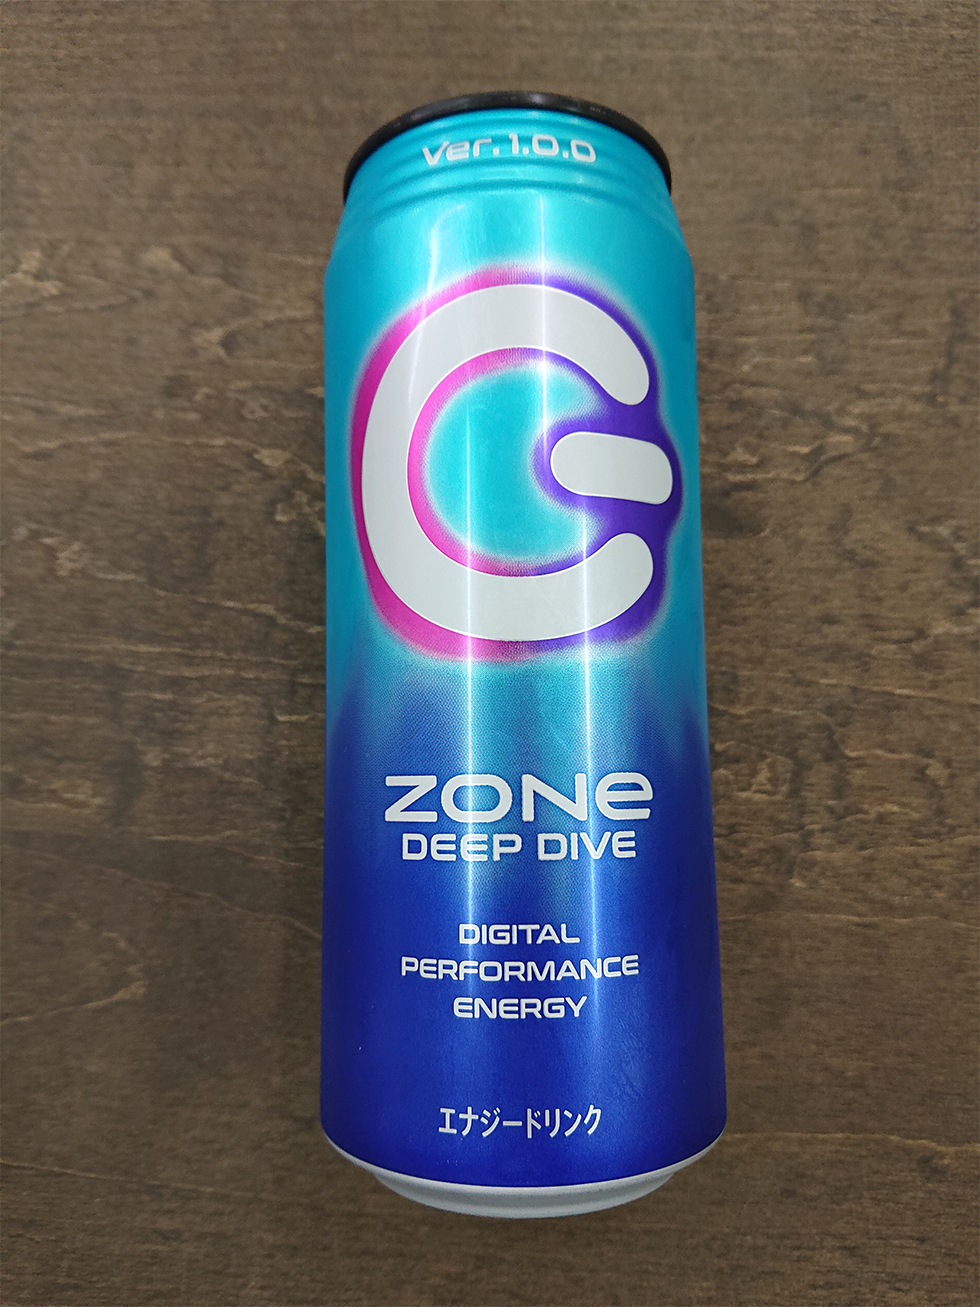 Ver.1.0.0
ZONe
DEEP DIVE
DIGITAL
PERFORMANCE
ENERGY
エナジードリンク